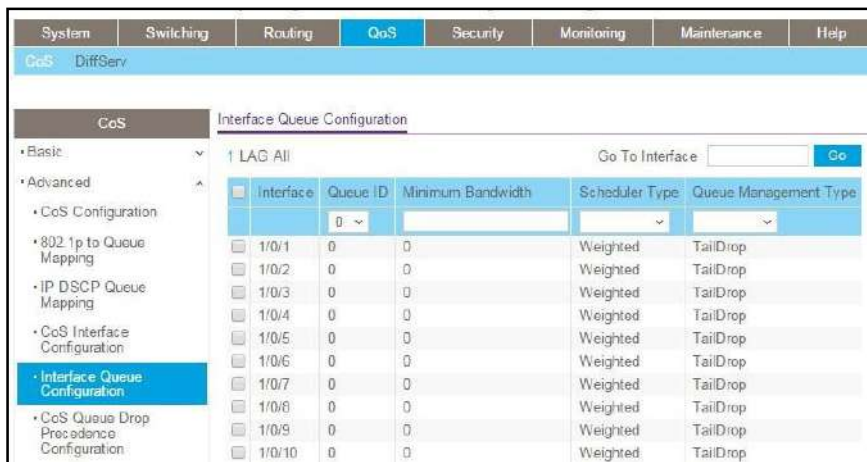 System Switching Routing QoS Security Monitoring Maintenance Help
CoS DiffServ
CoS
Basic
Advanced
CoS Configuration
802.1p to Queue
Mapping
IP DSCP Queue
Mapping
CoS Interface
Configuration
Interface Queue
Configuration
CoS Queue Drop
Precedence
Configuration
Interface Queue Configuration
1 LAG All Go To Interface Go
Interface Queue ID Minimum Bandwidth Scheduler Type Queue Management Type
0
1/0/1 0 0 Weighted TailDrop
1/0/2 0 0 Weighted TailDrop
1/0/3 0 0 Weighted TailDrop
1/0/4 0 0 Weighted TailDrop
1/0/5 0 0 Weighted TailDrop
1/0/6 0 0 Weighted TailDrop
1/0/7 0 0 Weighted TailDrop
1/0/8 0 0 Weighted TailDrop
1/0/9 0 0 Weighted TailDrop
1/0/10 0 0 Weighted TailDrop